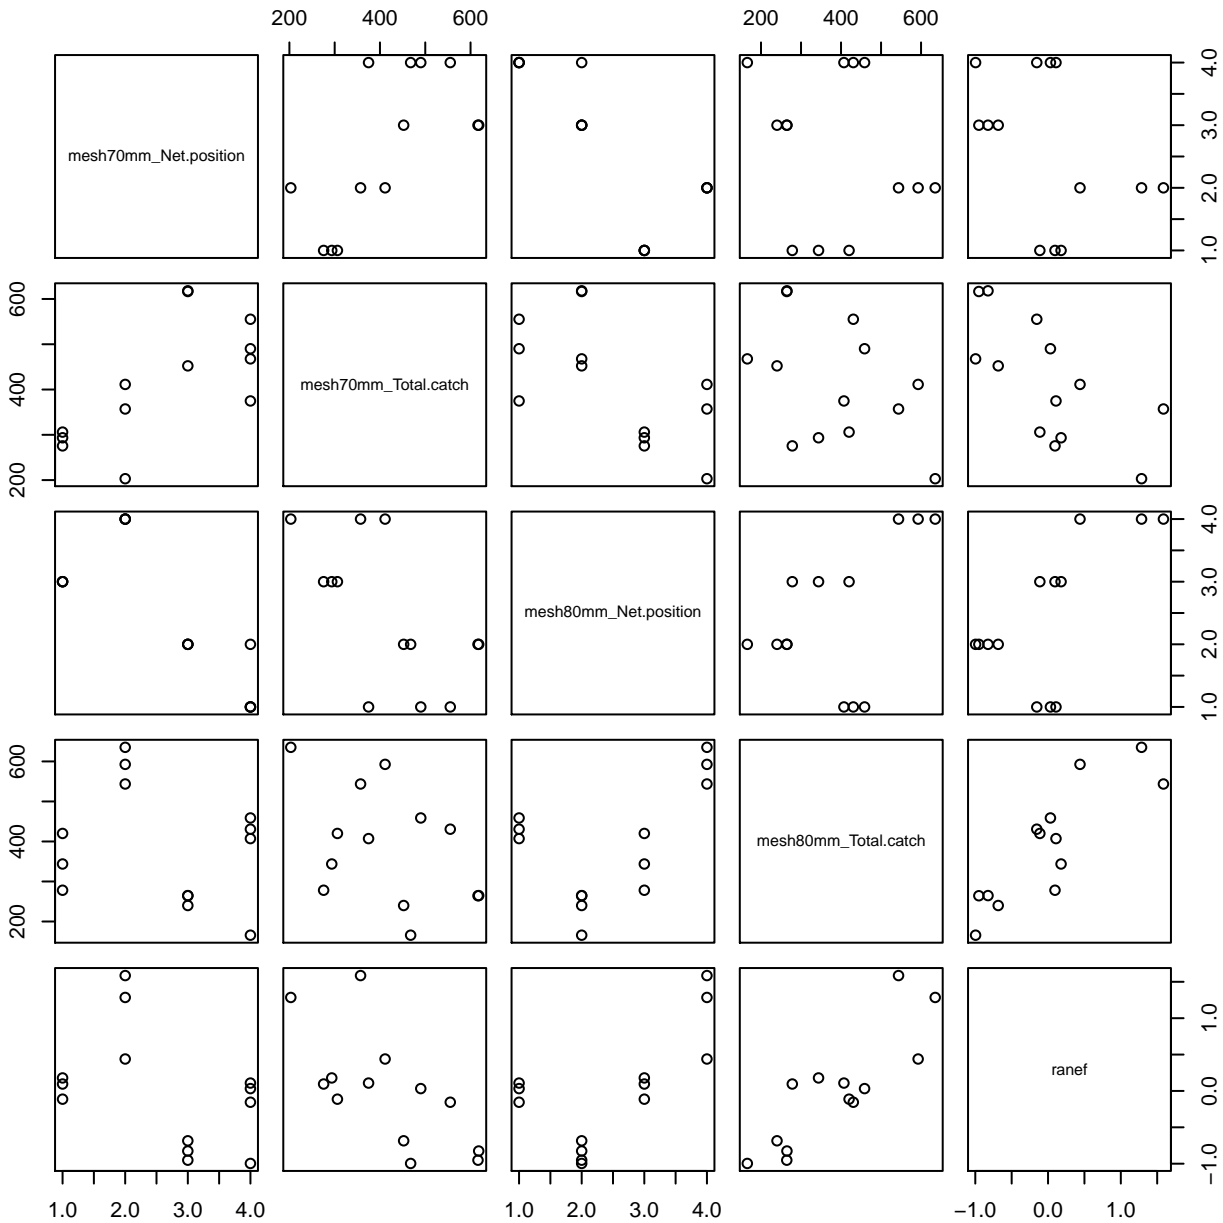 200 400 600 200 400 600
mesh70mm_Net.position
1.0 2.0 3.0 4.0
200 400 600
mesh70mm_Total.catch
mesh80mm_Net.position
1.0 2.0 3.0 4.0
200 400 600
mesh80mm_Total.catch
ranef
−1.0 0.0 1.0
1.0 2.0 3.0 4.0 1.0 2.0 3.0 4.0 −1.0 0.0 1.0